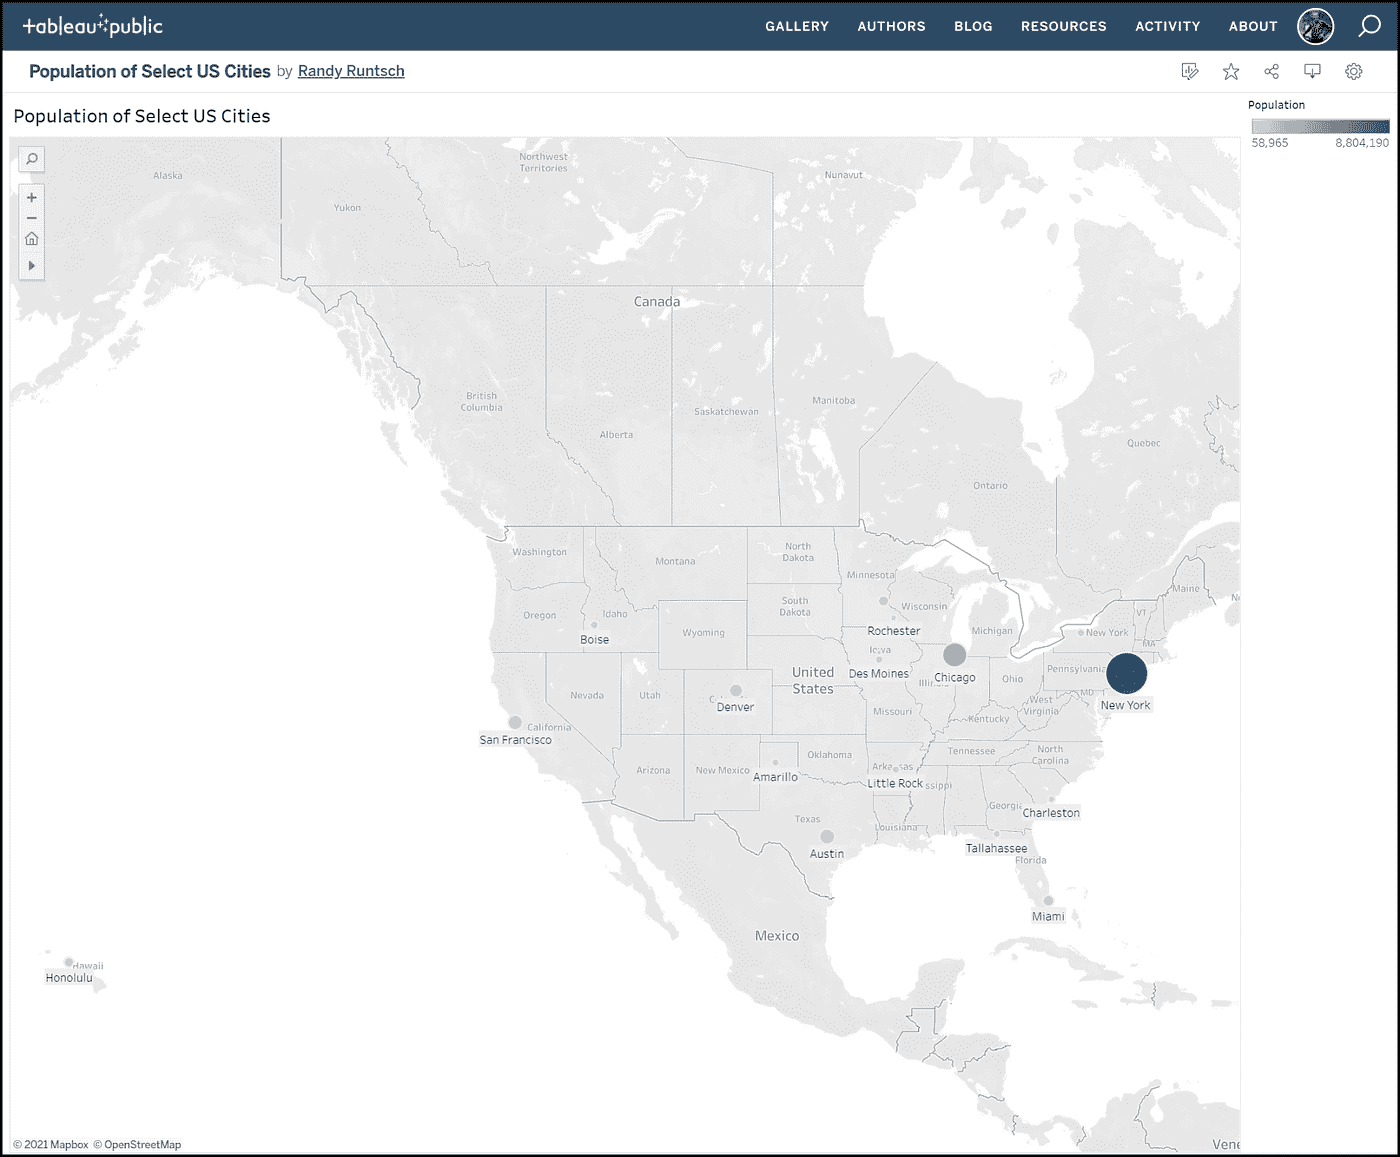 tableau public
GALLERY AUTHORS BLOG RESOURCES ACTIVITY ABOUT
Population of Select US Cities by Randy Runtsch
Population of Select US Cities
Population
58,965 8,804,190
Alaska
Yukon
Northwest
Territories
Nunavut
Canada
British
Columbia
Alberta
Saskatchewan
Manitoba
Ontario
Quebec
Washington
Montana
North
Dakota
Minnesota
Oregon
Idaho
Boise
South
Dakota
Wisconsin
Rochester
Michigan
New York
VT
Maine
MA
Wyoming
Iowa
Des Moines
Chicago
Pennsylvania
Nevada
Utah
Denver
United
States
Ohio
New York
MD
West
Virginia
Missouri
Kentucky
San Francisco
California
Arizona
New Mexico
Amarillo
Oklahoma
Arkansas
Little Rock
ssippi
Tennessee
North
Carolina
Texas
Louisiana
Georgia
Charleston
Austin
Tallahassee
Florida
Miami
Mexico
Hawaii
Honolulu
Vene
© 2021 Mapbox © OpenStreetMap